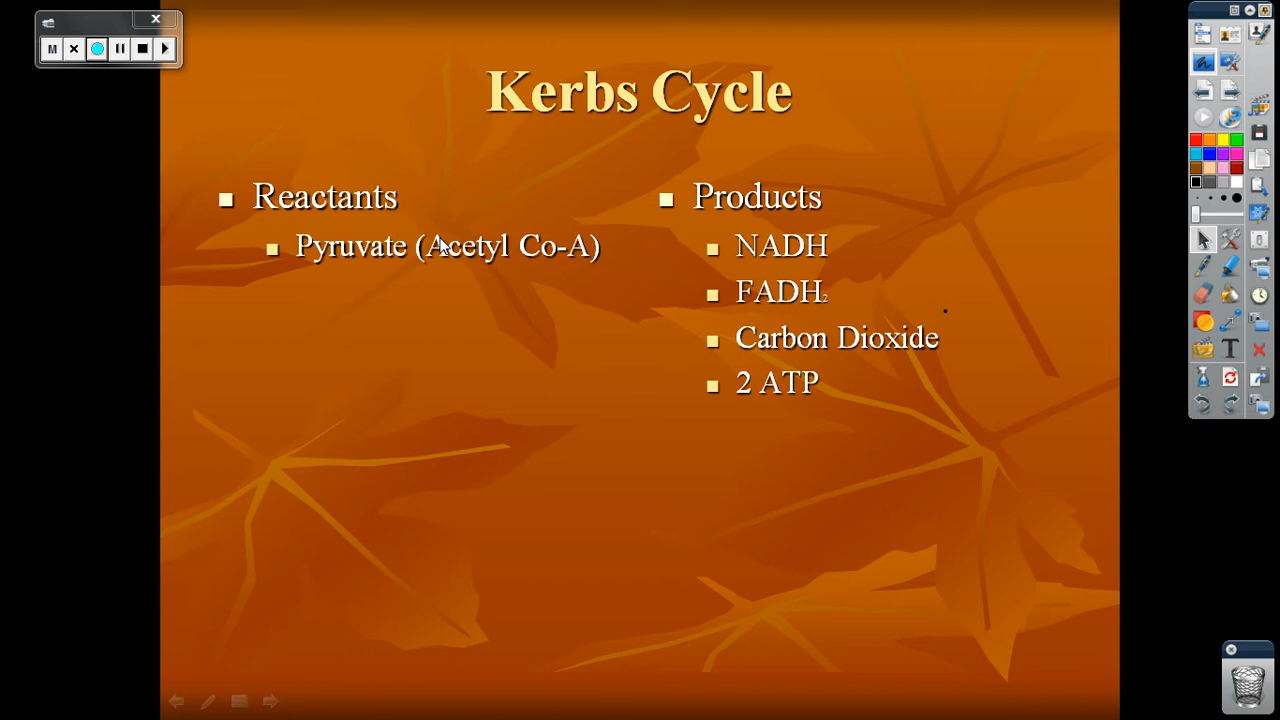 M
Kerbs Cycle
Reactants
Pyruvate (Acetyl Co-A)
Products
NADH
FADH₂
Carbon Dioxide
2 ATP